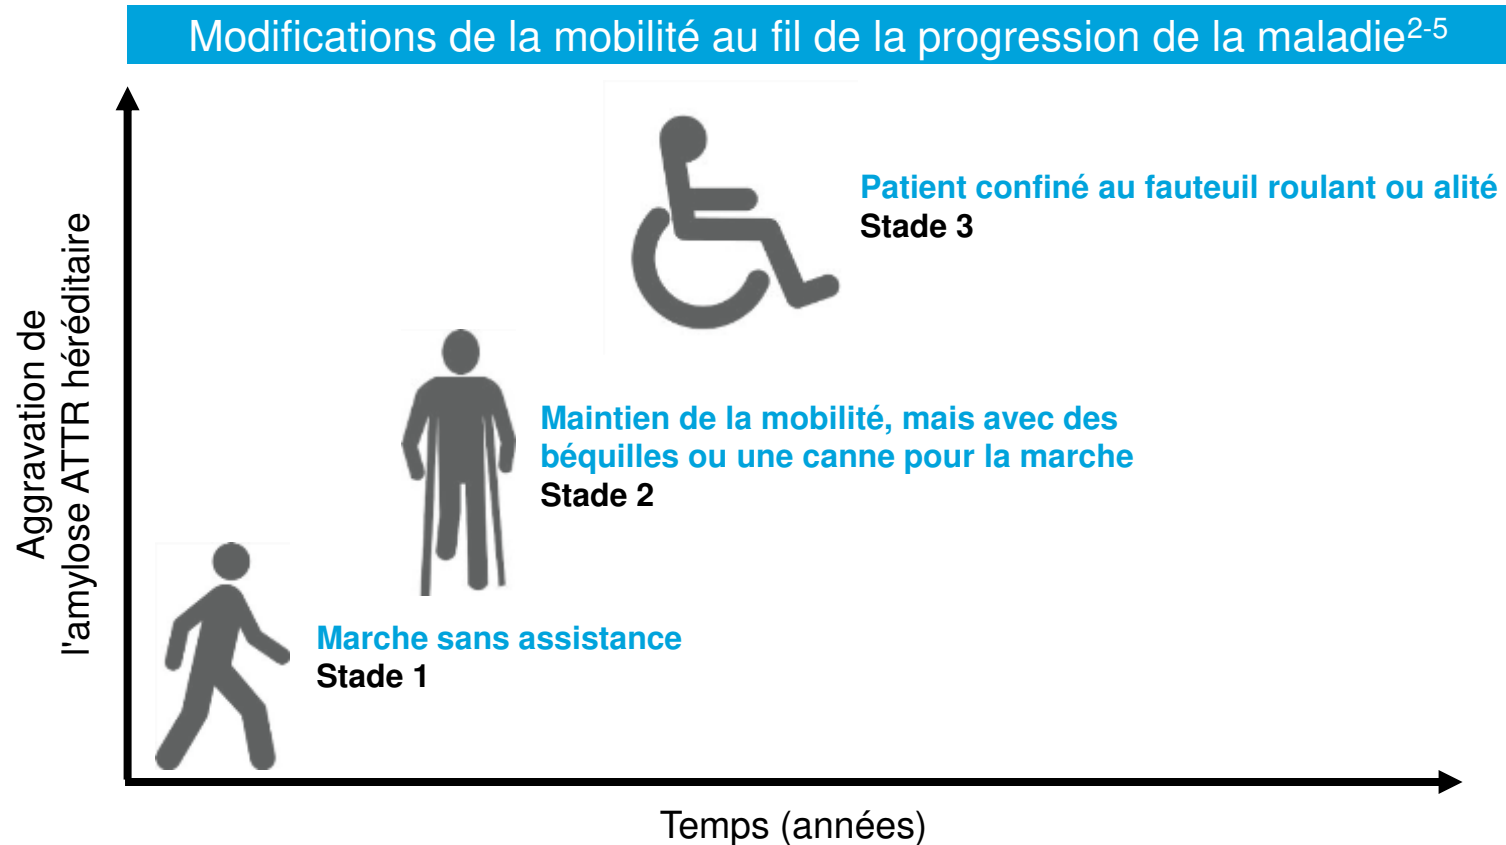 Modifications de la mobilité au fil de la progression de la maladie2-5
Aggravation de
l'amylose ATTR héréditaire
Patient confiné au fauteuil roulant ou alité
Stade 3
Maintien de la mobilité, mais avec des
béquilles ou une canne pour la marche
Stade 2
Marche sans assistance
Stade 1
Temps (années)